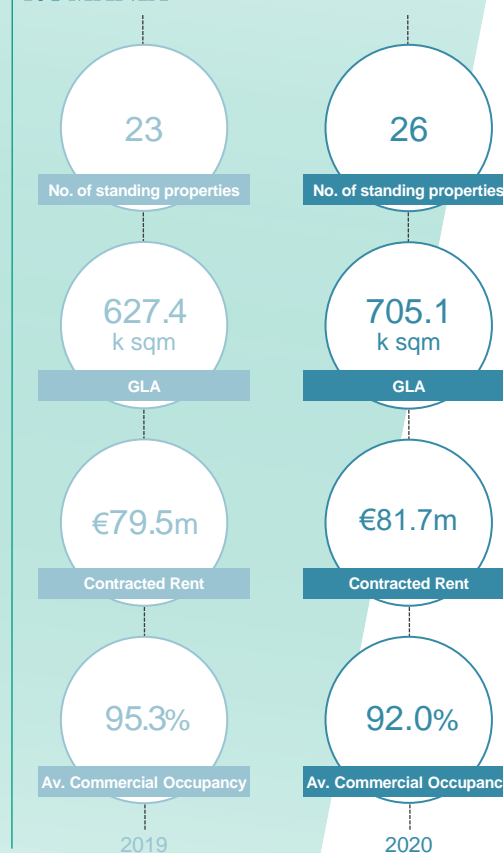 23
No. of standing properties
627.4
k sqm
GLA
€79.5m
Contracted Rent
95.3%
Av. Commercial Occupancy
2019
26
No. of standing properties
705.1
k sqm
GLA
€81.7m
Contracted Rent
92.0%
Av. Commercial Occupanc
2020